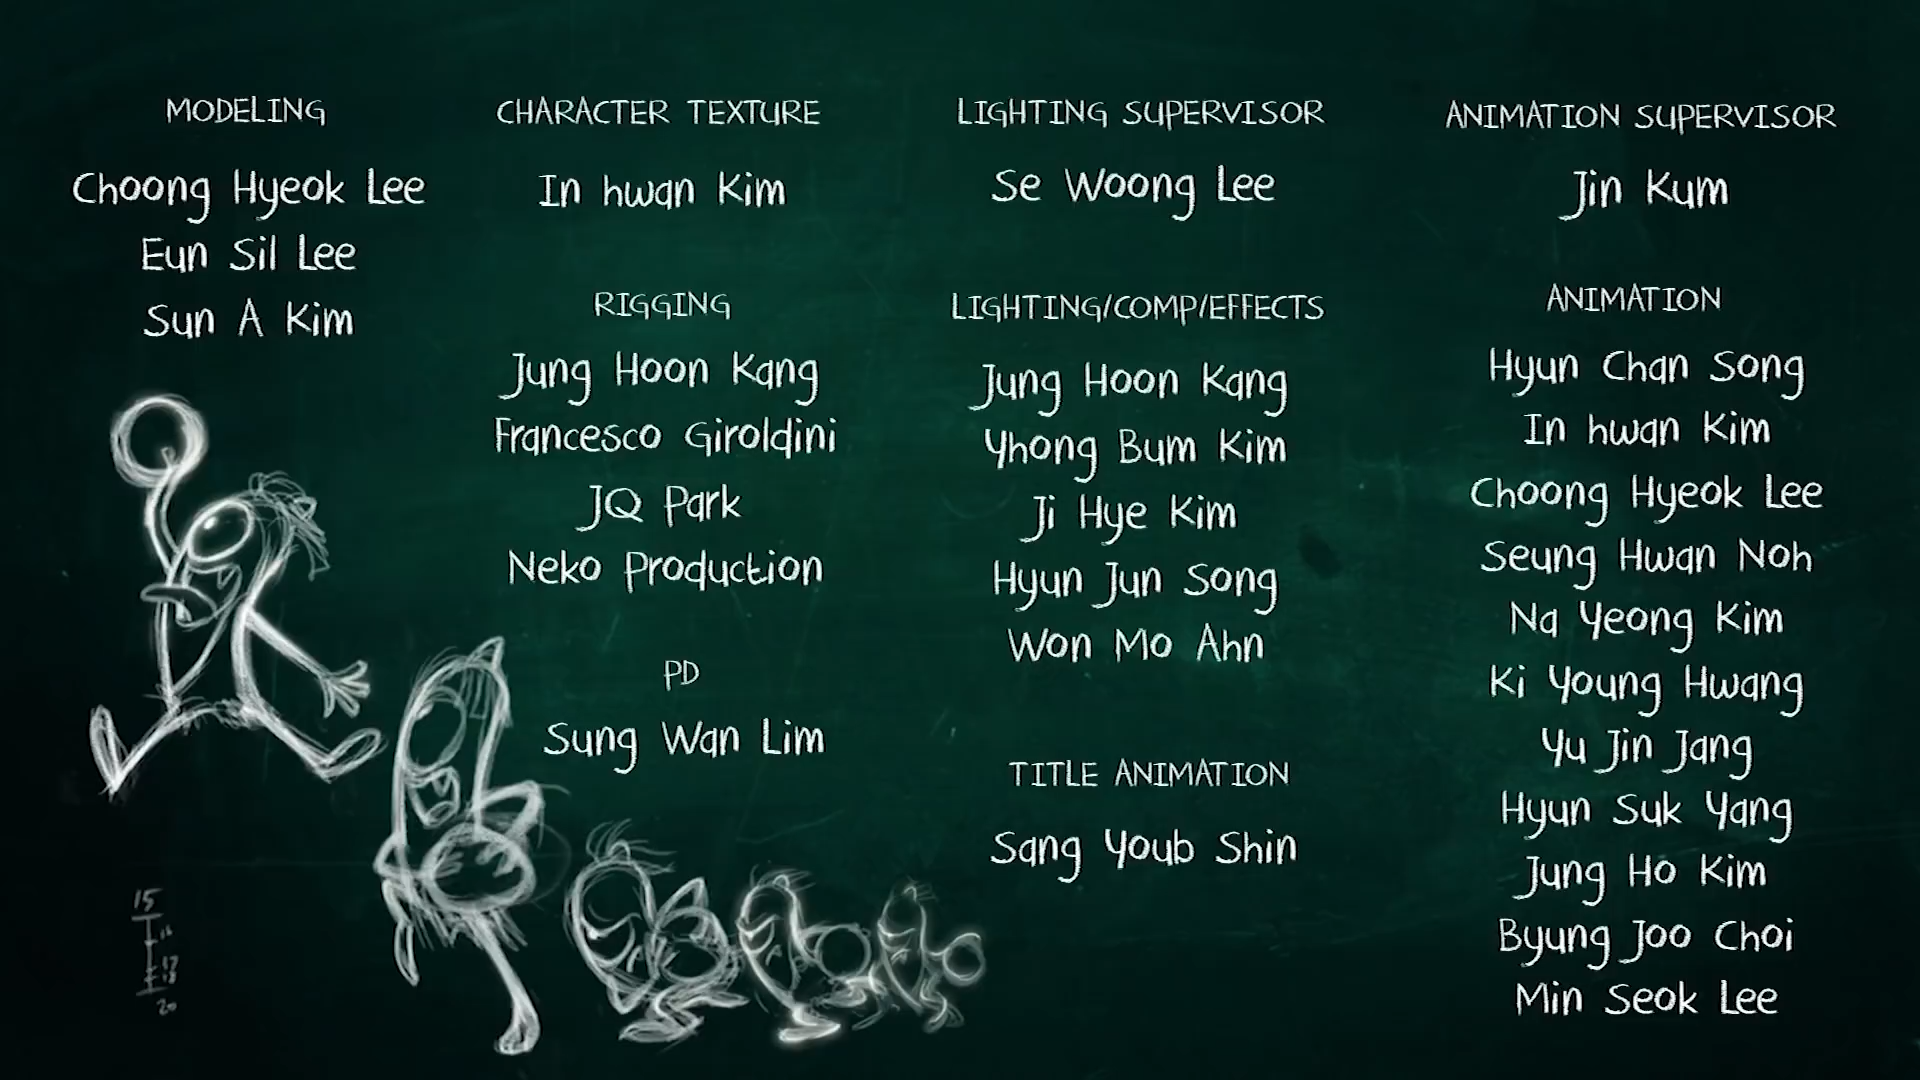 MODELING
Choong Hyeok Lee
Eun Sil Lee
Sun A Kim
CHARACTER TEXTURE
In hwan Kim
RIGGING
Jung Hoon Kang
Francesco Giroldini
JQ Park
Neko Production
PD
Sung Wan Lim
LIGHTING SUPERVISOR
Se Woong Lee
LIGHTING/COMP/EFFECTS
Jung Hoon Kang
Yhong Bum Kim
Ji Hye Kim
Hyun Jun Song
Won Mo Ahn
TITLE ANIMATION
Sang Youb Shin
ANIMATION SUPERVISOR
Jin Kum
ANIMATION
Hyun Chan Song
In hwan Kim
Choong Hyeok Lee
Seung Hwan Noh
Na Yeong Kim
Ki Young Hwang
Yu Jin Jang
Hyun Suk Yang
Jung Ho Kim
Byung Joo Choi
Min Seok Lee
15
17
18
20